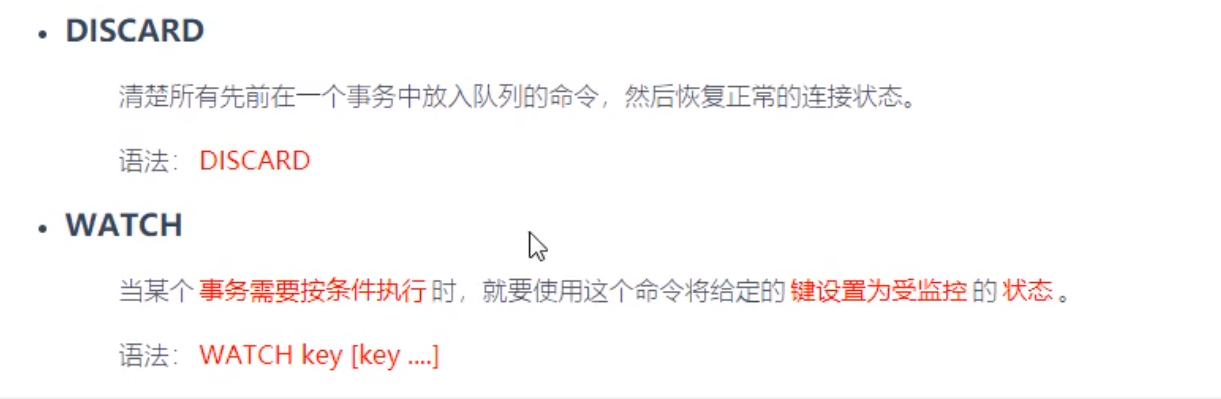 DISCARD
清楚所有先前在一个事务中放入队列的命令，然后恢复正常的连接状态。
语法： DISCARD
WATCH
当某个 事务需要按条件执行 时，就要使用这个命令将给定的 键设置为受监控 的 状态 。
语法： WATCH key [key ....]